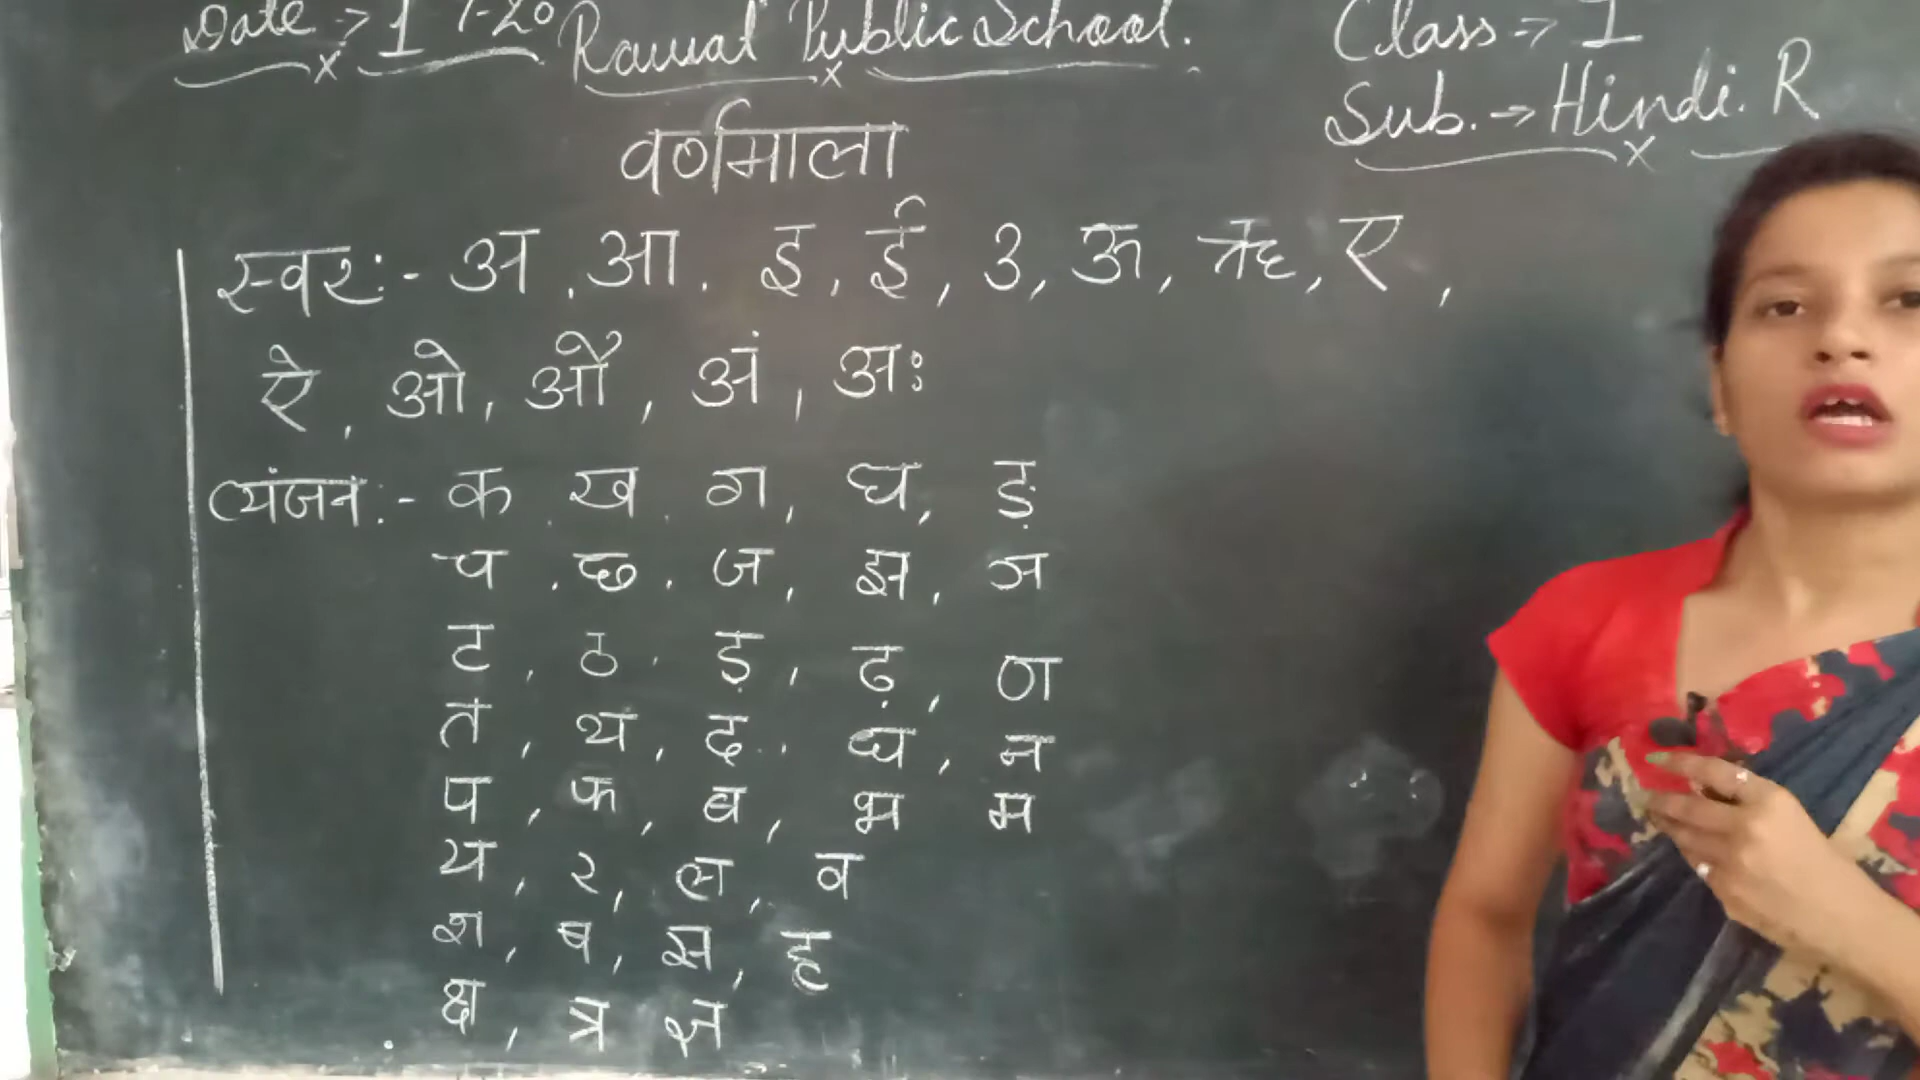 Date → 1 7-20 Rawat Public School. Class → I
Sub. → Hindi. R
वर्णमाला
स्वर:- अ, आ, इ, ई, उ, ऊ, ऋ, ए,
ऐ, ओ, औ, अं, अः
व्यंजन:- क, ख, ग, घ, ङ
च, छ, ज, झ, ञ
ट, ठ, ड़, ढ़, ण
त, थ, द, ध, न
प, फ, ब, भ म
य, र, ल, व
श, ष, स, ह
क्ष, त्र ज्ञ